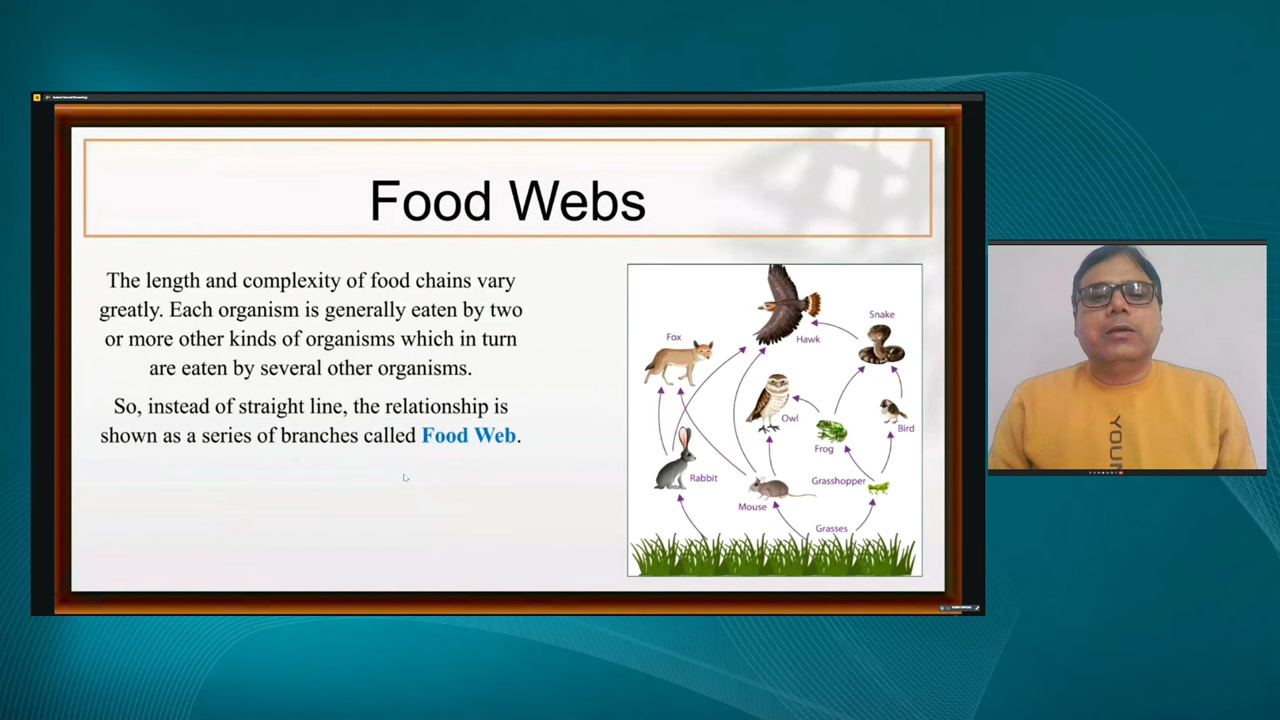 Food Webs
The length and complexity of food chains vary
greatly. Each organism is generally eaten by two
or more other kinds of organisms which in turn
are eaten by several other organisms.
So, instead of straight line, the relationship is
shown as a series of branches called Food Web.
Snake
Fox
Hawk
Owl
Bird
Frog
Rabbit
Grasshopper
Mouse
Grasses
YOUN